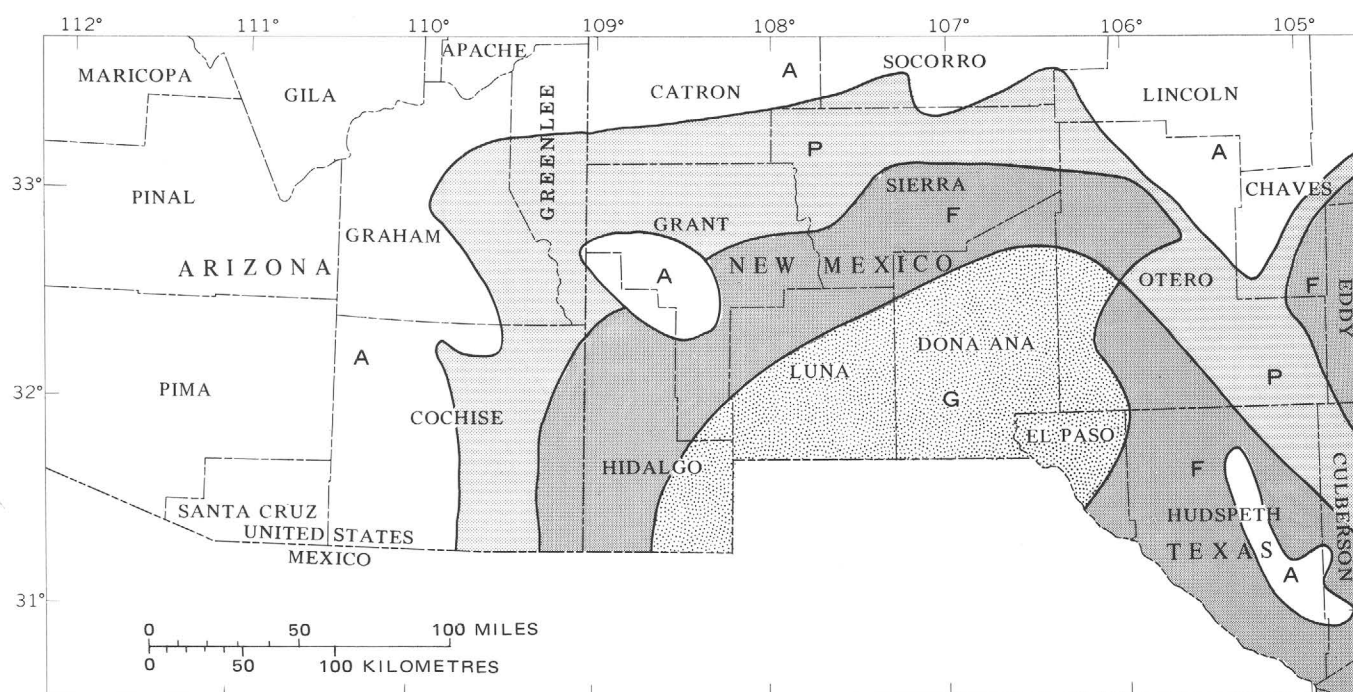 112° 111° 110° 109° 108° 107° 106° 105°
APACHE
SOCORRO
MARICOPA
A
GILA
CATRON
LINCOLN
GREENLEE
P
A
33°
SIERRA
CHAVES
PINAL
F
GRANT
GRAHAM
ARIZONA
NEW MEXICO
A
OTERO
F
EDDY
DONA ANA
A
LUNA
P
32°
PIMA
G
COCHISE
EL PASO
HIDALGO
F
CULBERSON
SANTA CRUZ
HUDSPETH
UNITED STATES
TEXAS
MEXICO
A
31°
0 50 100 MILES
0 50 100 KILOMETRES